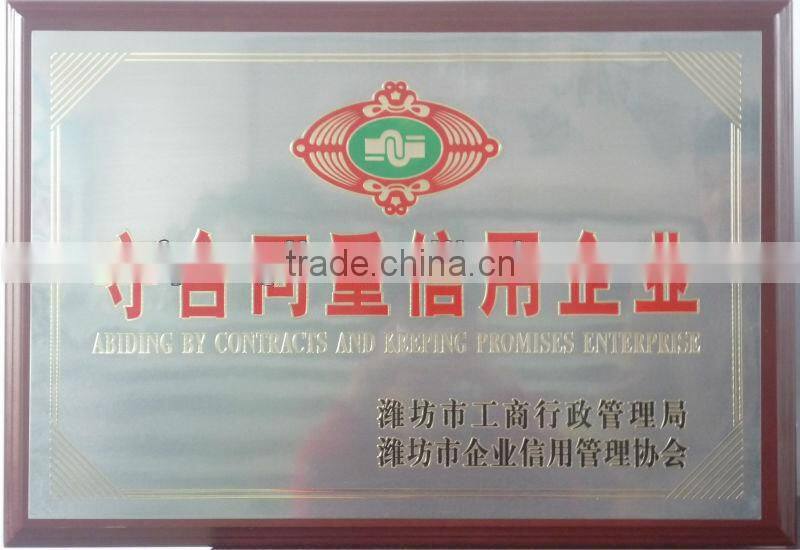 守合同重信用企业
trade.china.cn
ABIDING BY CONTRACTS AND KEEPING PROMISES ENTERPRISE
潍坊市工商行政管理局
潍坊市企业信用管理协会